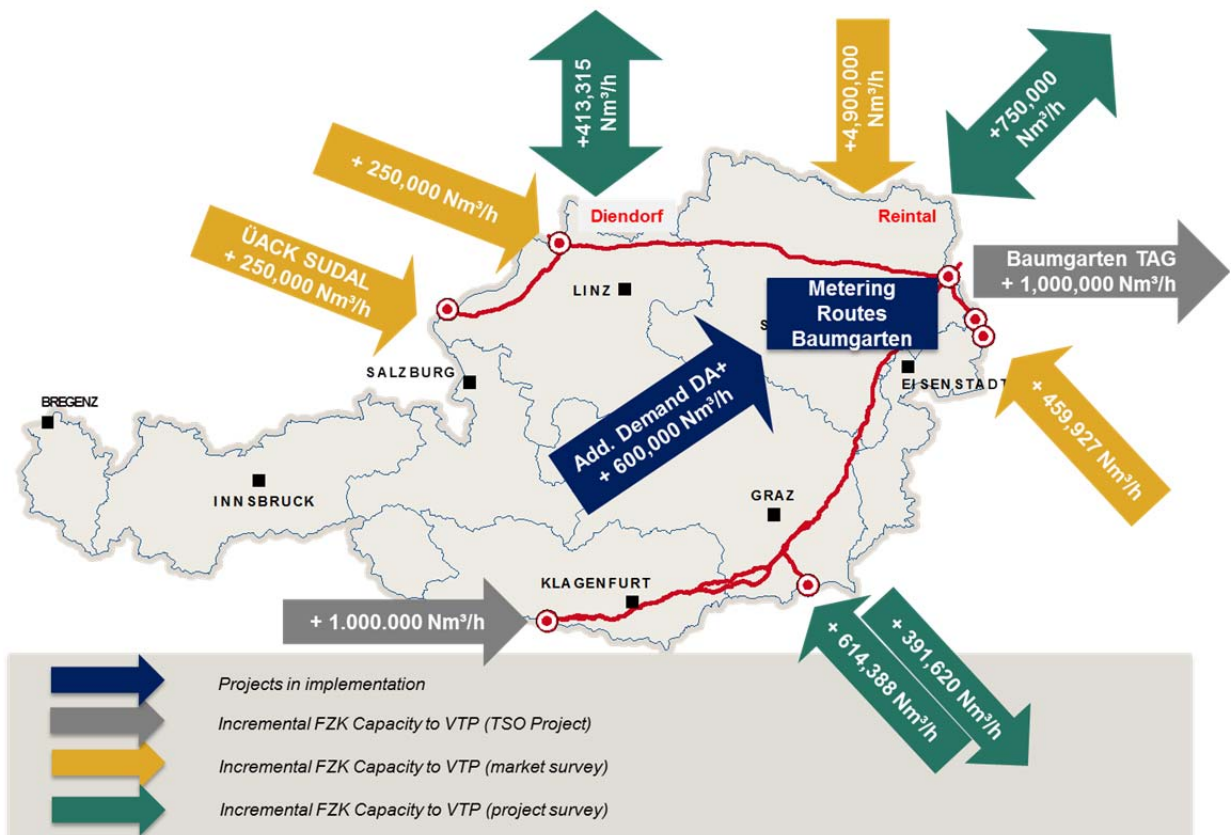 +413,315
Nm³/h
+4,900,000
Nm³/h
+750,000
Nm³/h
+ 250,000 Nm³/h
ÜACK SUDAL
+ 250,000 Nm³/h
Diendorf
Reintal
Baumgarten TAG
+ 1,000,000 Nm³/h
LINZ
Metering
Routes
Baumgarten
S
SALZBURG
EISENSTADT
Add. Demand DA+
+ 600,000 Nm³/h
+ 459,927 Nm³/h
BREGENZ
INNSBRUCK
GRAZ
KLAGENFURT
+ 1.000.000 Nm³/h
+ 614,388 Nm³/h
+ 391,620 Nm³/h
Projects in implementation
Incremental FZK Capacity to VTP (TSO Project)
Incremental FZK Capacity to VTP (market survey)
Incremental FZK Capacity to VTP (project survey)